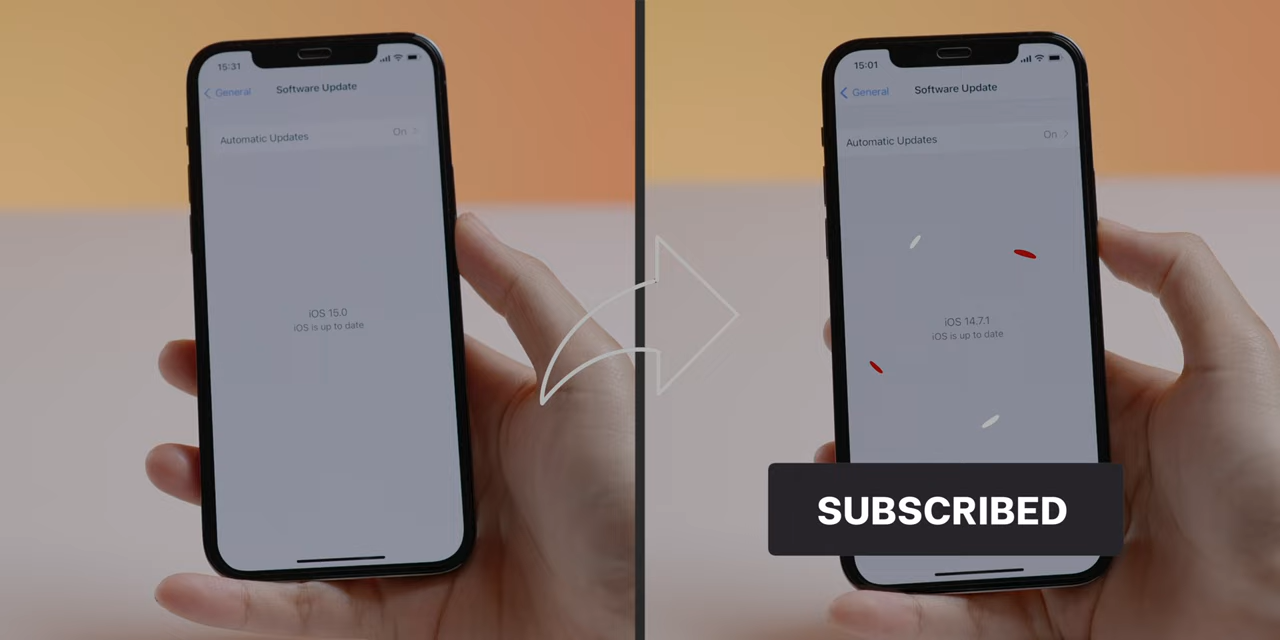 15:31
General
Software Update
Automatic Updates
On
iOS 15.0
iOS is up to date
15:01
General
Software Update
Automatic Updates
On
iOS 14.7.1
iOS is up to date
SUBSCRIBED